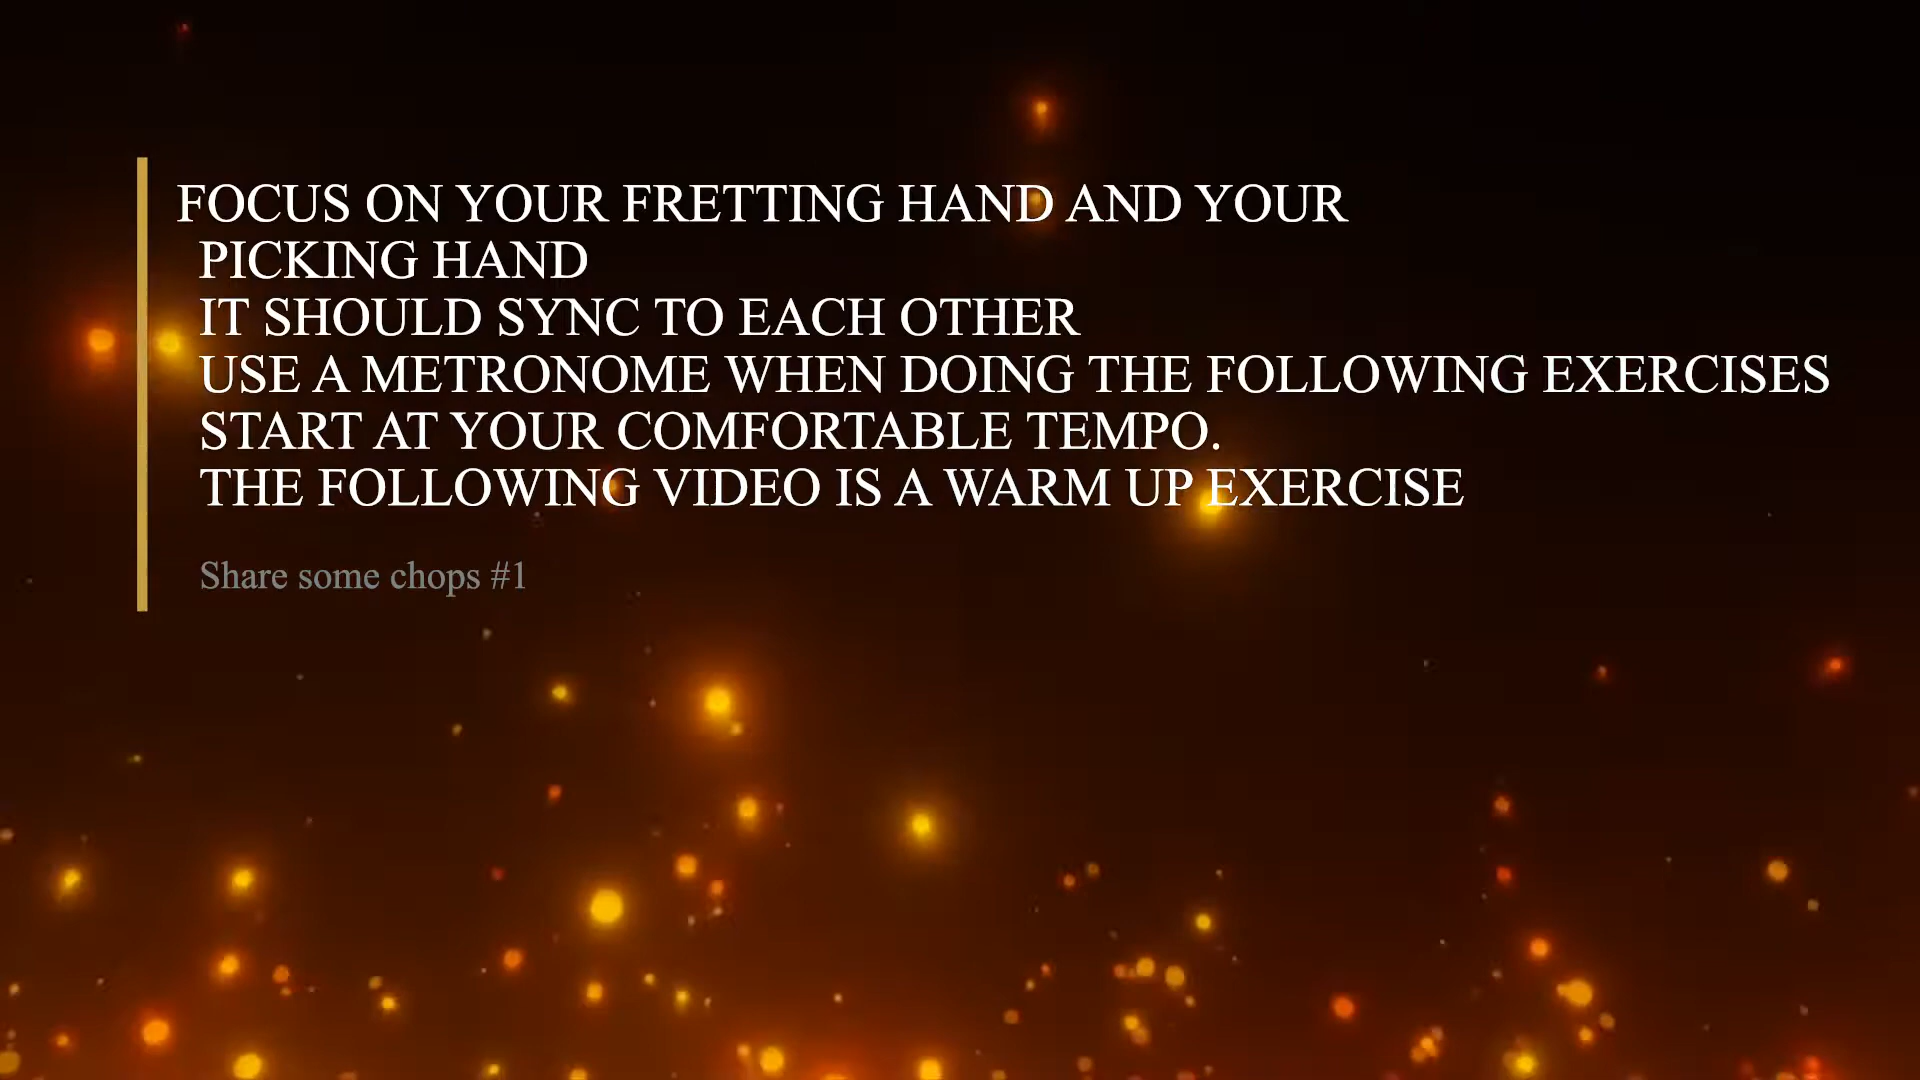 FOCUS ON YOUR FRETTING HAND AND YOUR
PICKING HAND
IT SHOULD SYNC TO EACH OTHER
USE A METRONOME WHEN DOING THE FOLLOWING EXERCISES
START AT YOUR COMFORTABLE TEMPO.
THE FOLLOWING VIDEO IS A WARM UP EXERCISE
Share some chops #1